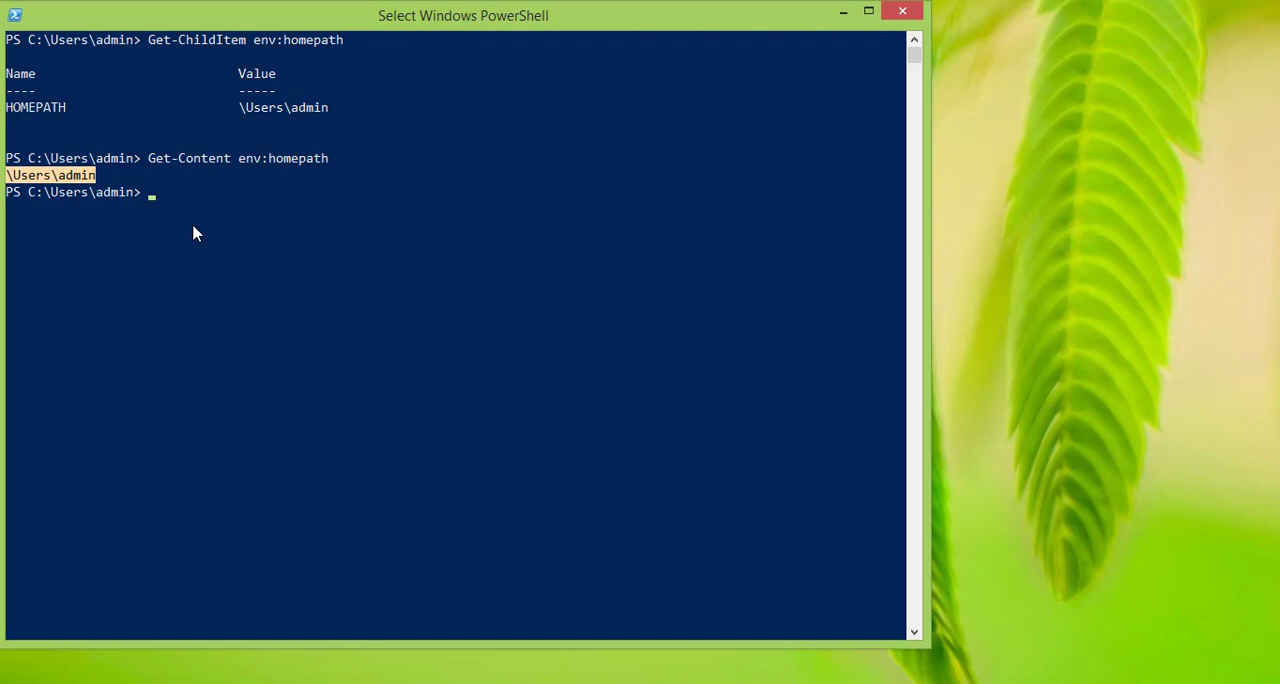 Select Windows PowerShell
PS C:\Users\admin> Get-ChildItem env:homepath
Name Value
---- -----
HOMEPATH \Users\admin
PS C:\Users\admin> Get-Content env:homepath
\Users\admin
PS C:\Users\admin>